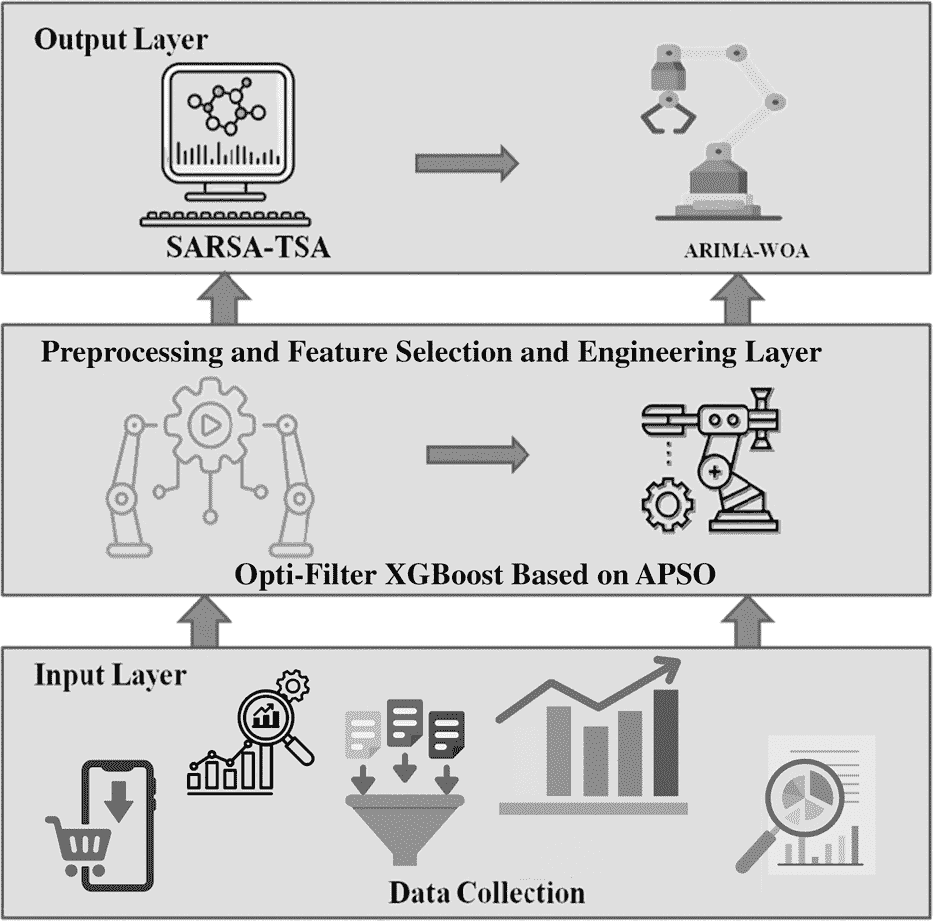 Output Layer
SARSA-TSA
ARIMA-WOA
Preprocessing and Feature Selection and Engineering Layer
Opti-Filter XGBoost Based on APSO
Input Layer
Data Collection